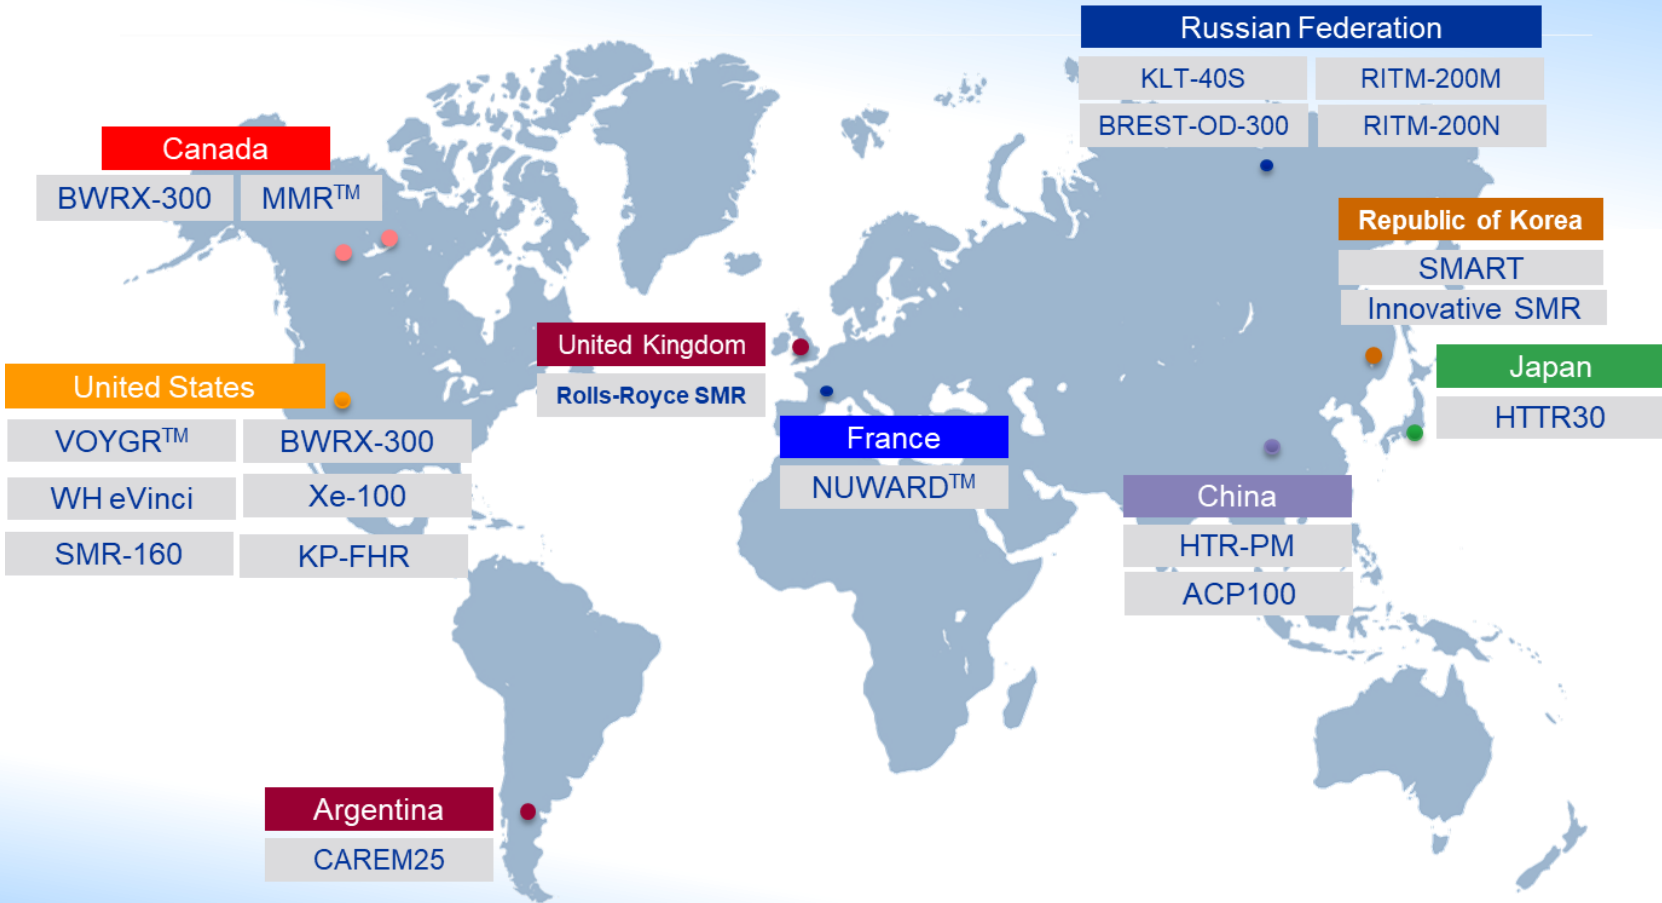 Russian Federation
KLT-40S
RITM-200M
BREST-OD-300
RITM-200N
Canada
BWRX-300
MMR™
Republic of Korea
SMART
Innovative SMR
United Kingdom
Rolls-Royce SMR
Japan
HTTR30
United States
VOYGR™
BWRX-300
WH eVinci
Xe-100
SMR-160
KP-FHR
France
NUWARD™
China
HTR-PM
ACP100
Argentina
CAREM25